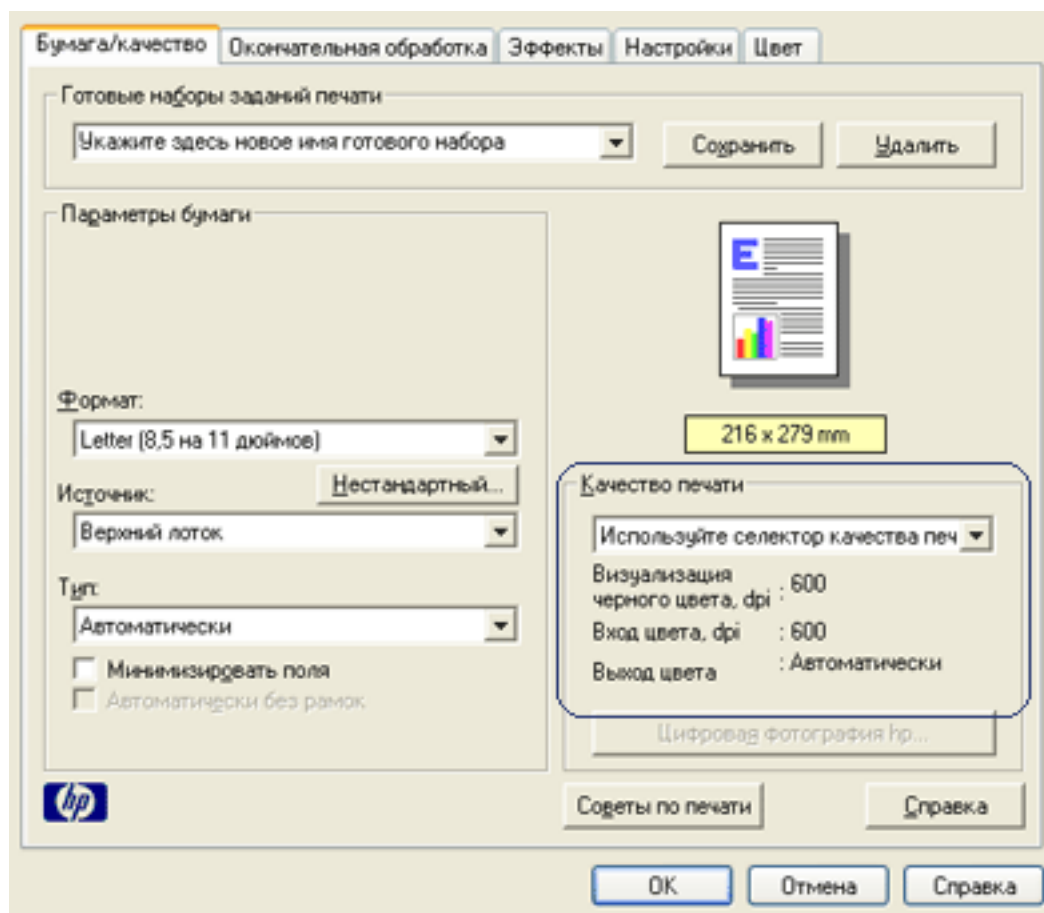 Бумага/качество Окончательная обработка Эффекты Настройки Цвет
Готовые наборы заданий печати
Укажите здесь новое имя готового набора Сохранить Удалить
Параметры бумаги
E
216 x 279 mm
Формат:
Letter (8,5 на 11 дюймов)
Нестандартный...
Источник:
Верхний лоток
Тип:
Автоматически
Минимизировать поля
Автоматически без рамок
Качество печати
Используйте селектор качества печ
Визуализация
черного цвета, dpi : 600
Вход цвета, dpi : 600
Выход цвета : Автоматически
Цифровая фотография hp...
hp
Советы по печати Справка
OK Отмена Справка